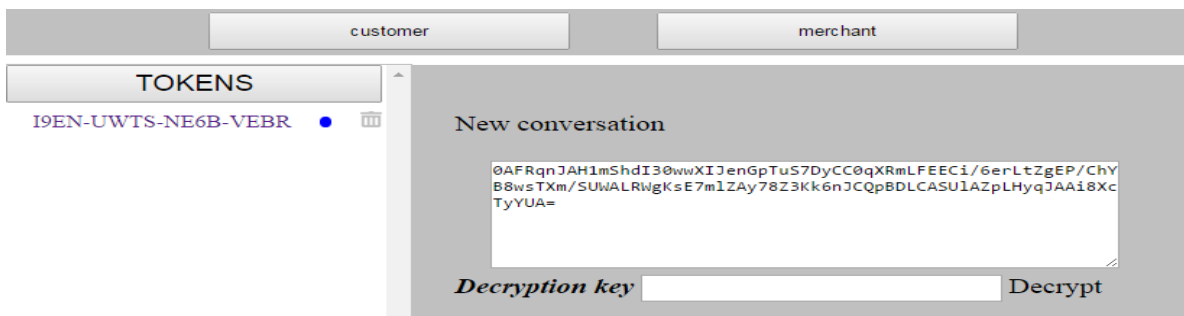 customer
merchant
TOKENS
I9EN-UWTS-NE6B-VEBR
New conversation
0AFRqnJAH1mShdI30wwXIJenGpTuS7DyCC0qXRmLFEECi/6erLtZgEP/ChY
B8wsTXm/SUWALRWgKsE7mlZAy78Z3Kk6nJCQpBDLCASUlAZpLHyqJAAi8Xc
TyYUA=
Decryption key
Decrypt